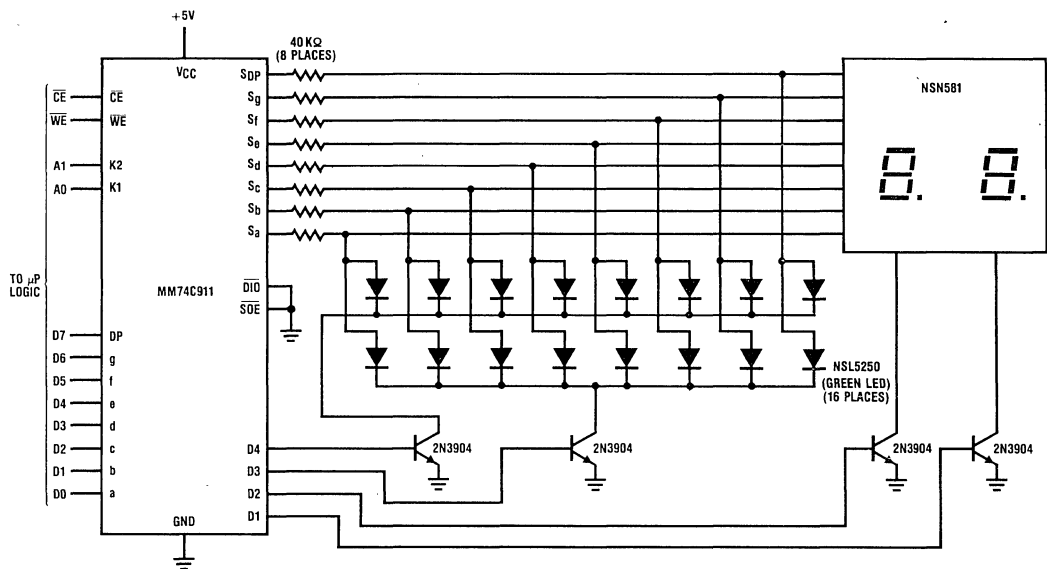 +5V
40 KΩ
(8 PLACES)
VCC
SDP
Sg
Sf
Se
Sd
Sc
Sb
Sa
NSN581
CE CE
WE WE
A1 K2
A0 K1
TO μP
LOGIC
MM74C911
DIO
SOE
D7 DP
D6 g
D5 f
D4 e
D3 d
D2 c
D1 b
D0 a
NSL5250
(GREEN LED)
(16 PLACES)
D4
D3
D2
D1
2N3904
2N3904
2N3904
2N3904
GND
8. 8.